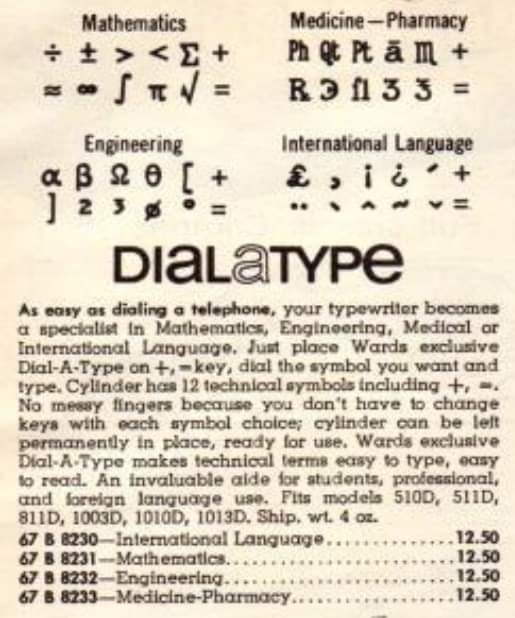 Mathematics
÷ ± > < Σ +
≈ ∞ ∫ π √ =
Medicine—Pharmacy
Ph Qt Pt ā ♏ +
R Э fl Ʒ 3 =
Engineering
α β Ω θ [ +
] 2 3 ø ° =
International Language
£ ¸ ¡ ¿ ´ +
¨ ` ^ ~ ˇ =
DIALaTYPe
As easy as dialing a telephone, your typewriter becomes
a specialist in Mathematics, Engineering, Medical or
International Language. Just place Wards exclusive
Dial-A-Type on +,=key, dial the symbol you want and
type. Cylinder has 12 technical symbols including +, =.
No messy fingers because you don't have to change
keys with each symbol choice; cylinder can be left
permanently in place, ready for use. Wards exclusive
Dial-A-Type makes technical terms easy to type, easy
to read. An invaluable aide for students, professional,
and foreign language use. Fits models 510D, 511D,
811D, 1003D, 1010D, 1013D. Ship. wt. 4 oz.
67 B 8230—International Language...............12.50
67 B 8231—Mathematics...........................12.50
67 B 8232—Engineering...........................12.50
67 B 8233—Medicine-Pharmacy...................12.50